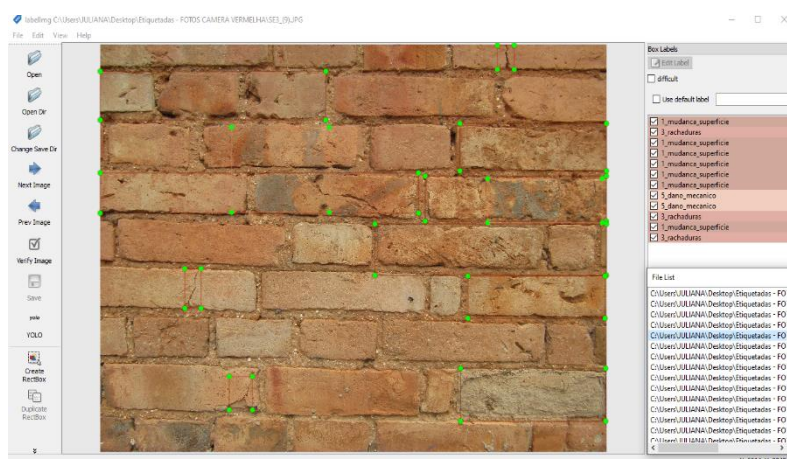 labelImg C:\Users\JULIANA\Desktop\Etiquetadas - FOTOS CAMERA VERMELHA\SE3_(9).JPG
File Edit View Help
Open
Open Dir
Change Save Dir
Next Image
Prev Image
Verify Image
Save
yolo
YOLO
Create
RectBox
Duplicate
RectBox
Box Labels
Edit Label
difficult
Use default label
1_mudanca_superficie
3_rachaduras
1_mudanca_superficie
1_mudanca_superficie
1_mudanca_superficie
1_mudanca_superficie
1_mudanca_superficie
5_dano_mecanico
5_dano_mecanico
3_rachaduras
1_mudanca_superficie
3_rachaduras
File List
C:\Users\JULIANA\Desktop\Etiquetadas - FO
C:\Users\JULIANA\Desktop\Etiquetadas - FO
C:\Users\JULIANA\Desktop\Etiquetadas - FO
C:\Users\JULIANA\Desktop\Etiquetadas - FO
C:\Users\JULIANA\Desktop\Etiquetadas - FO
C:\Users\JULIANA\Desktop\Etiquetadas - FO
C:\Users\JULIANA\Desktop\Etiquetadas - FO
C:\Users\JULIANA\Desktop\Etiquetadas - FO
C:\Users\JULIANA\Desktop\Etiquetadas - FO
C:\Users\JULIANA\Desktop\Etiquetadas - FO
C:\Users\JULIANA\Desktop\Etiquetadas - FO
C:\Users\JULIANA\Desktop\Etiquetadas - FO
C:\Users\JULIANA\Desktop\Etiquetadas - FO
C:\Users\JULIANA\Desktop\Etiquetadas - FO